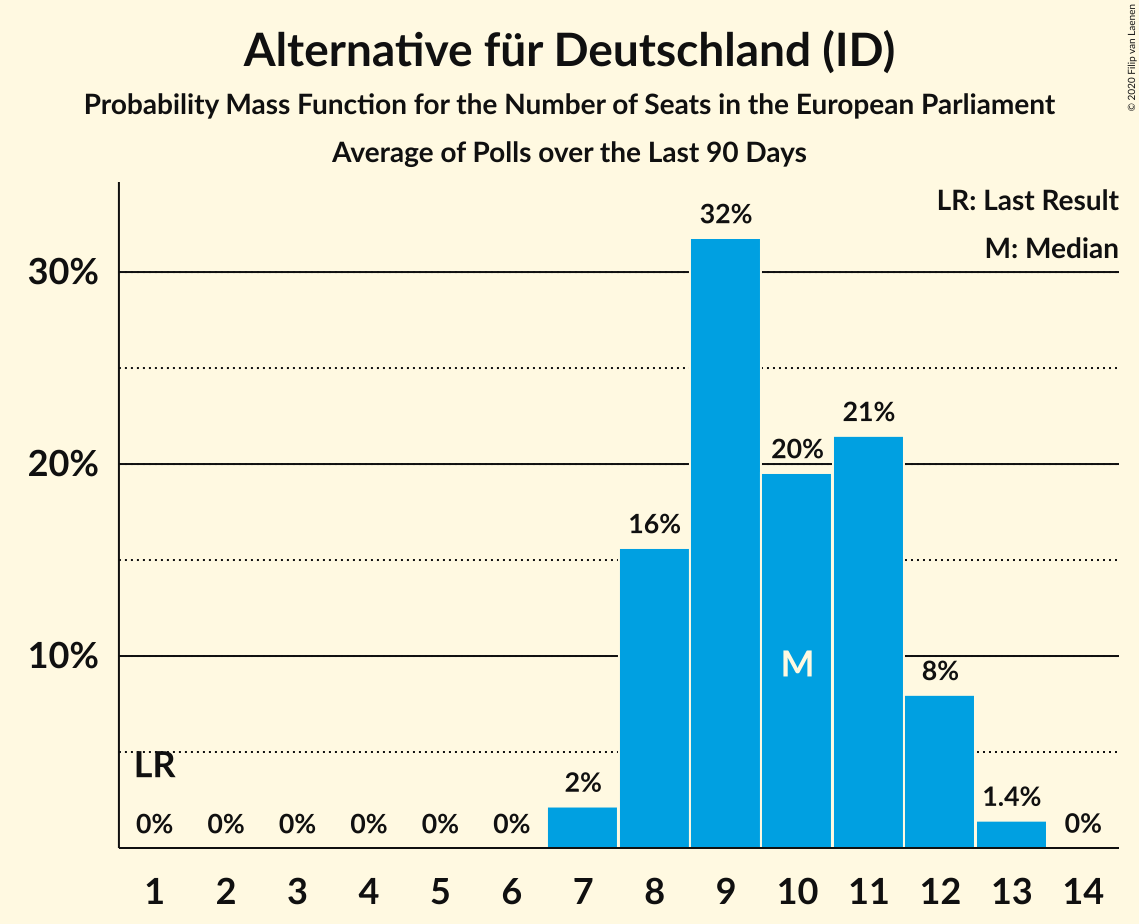 Alternative für Deutschland (ID)
Probability Mass Function for the Number of Seats in the European Parliament
Average of Polls over the Last 90 Days
© 2020 Filip van Laenen
LR: Last Result
M: Median
32%
30%
21%
20%
20%
16%
10%
M
8%
LR
2%
1.4%
0% 0% 0% 0% 0% 0% 0%
1 2 3 4 5 6 7 8 9 10 11 12 13 14